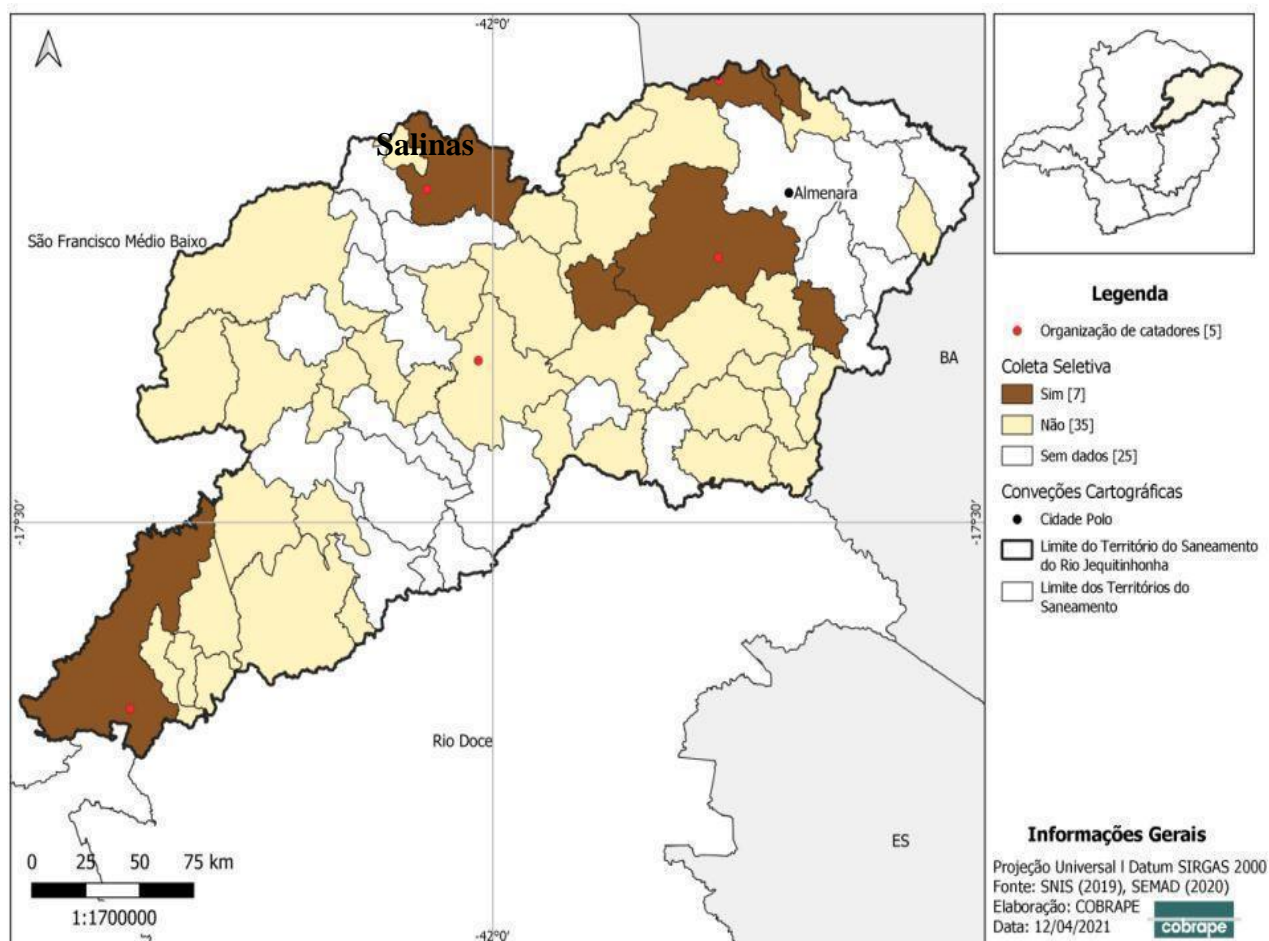 -42°0'
Salinas
Almenara
São Francisco Médio Baixo
BA
-17°30'
-17°30'
Rio Doce
ES
0 25 50 75 km
1:1700000
-42°0'
Legenda
Organização de catadores [5]
Coleta Seletiva
Sim [7]
Não [35]
Sem dados [25]
Conveções Cartográficas
Cidade Polo
Limite do Território do Saneamento
do Rio Jequitinhonha
Limite dos Territórios do
Saneamento
Informações Gerais
Projeção Universal I Datum SIRGAS 2000
Fonte: SNIS (2019), SEMAD (2020)
Elaboração: COBRAPE
Data: 12/04/2021
cobrape